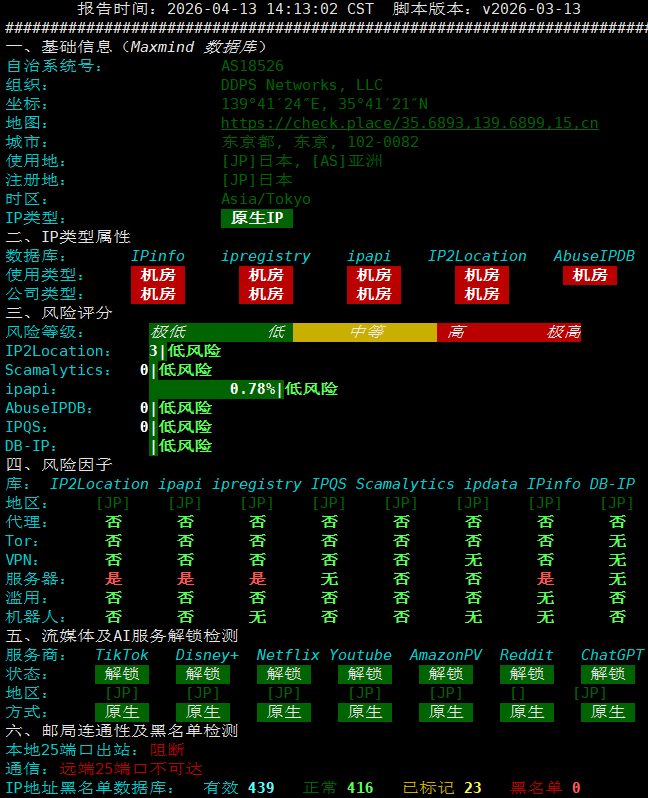 报告时间：2026-04-13 14:13:02 CST  脚本版本：v2026-03-13
########################################################################
一、基础信息（Maxmind 数据库）
自治系统号：  AS18526
组织：  DDPS Networks, LLC
坐标：  139°41′24″E, 35°41′21″N
地图：  https://check.place/35.6893,139.6899,15,cn
城市：  东京都, 东京, 102-0082
使用地：  [JP]日本, [AS]亚洲
注册地：  [JP]日本
时区：  Asia/Tokyo
IP类型：  原生IP
二、IP类型属性
数据库：  IPinfo  ipregistry  ipapi  IP2Location  AbuseIPDB
使用类型：  机房  机房  机房  机房  机房
公司类型：  机房  机房  机房  机房
三、风险评分
风险等级：  极低  低  中等  高  极高
IP2Location：  3|低风险
Scamalytics：  0|低风险
ipapi：  0.78%|低风险
AbuseIPDB：  0|低风险
IPQS：  0|低风险
DB-IP：  |低风险
四、风险因子
库：  IP2Location ipapi ipregistry IPQS Scamalytics ipdata IPinfo DB-IP
地区：  [JP]  [JP]  [JP]  [JP]  [JP]  [JP]  [JP]  [JP]
代理：  否  否  否  否  否  否  否  否
Tor：  否  否  否  否  否  否  否  无
VPN：  否  否  否  否  否  无  否  无
服务器：  是  是  是  无  否  否  是  无
滥用：  否  否  否  否  否  否  无  否
机器人：  否  否  无  否  否  无  无  否
五、流媒体及AI服务解锁检测
服务商：  TikTok  Disney+  Netflix  Youtube  AmazonPV  Reddit  ChatGPT
状态：  解锁  解锁  解锁  解锁  解锁  解锁  解锁
地区：  [JP]  [JP]  [JP]  [JP]  [JP]  []  [JP]
方式：  原生  原生  原生  原生  原生  原生  原生
六、邮局连通性及黑名单检测
本地25端口出站：阻断
通信：远端25端口不可达
IP地址黑名单数据库：  有效 439  正常 416  已标记 23  黑名单 0